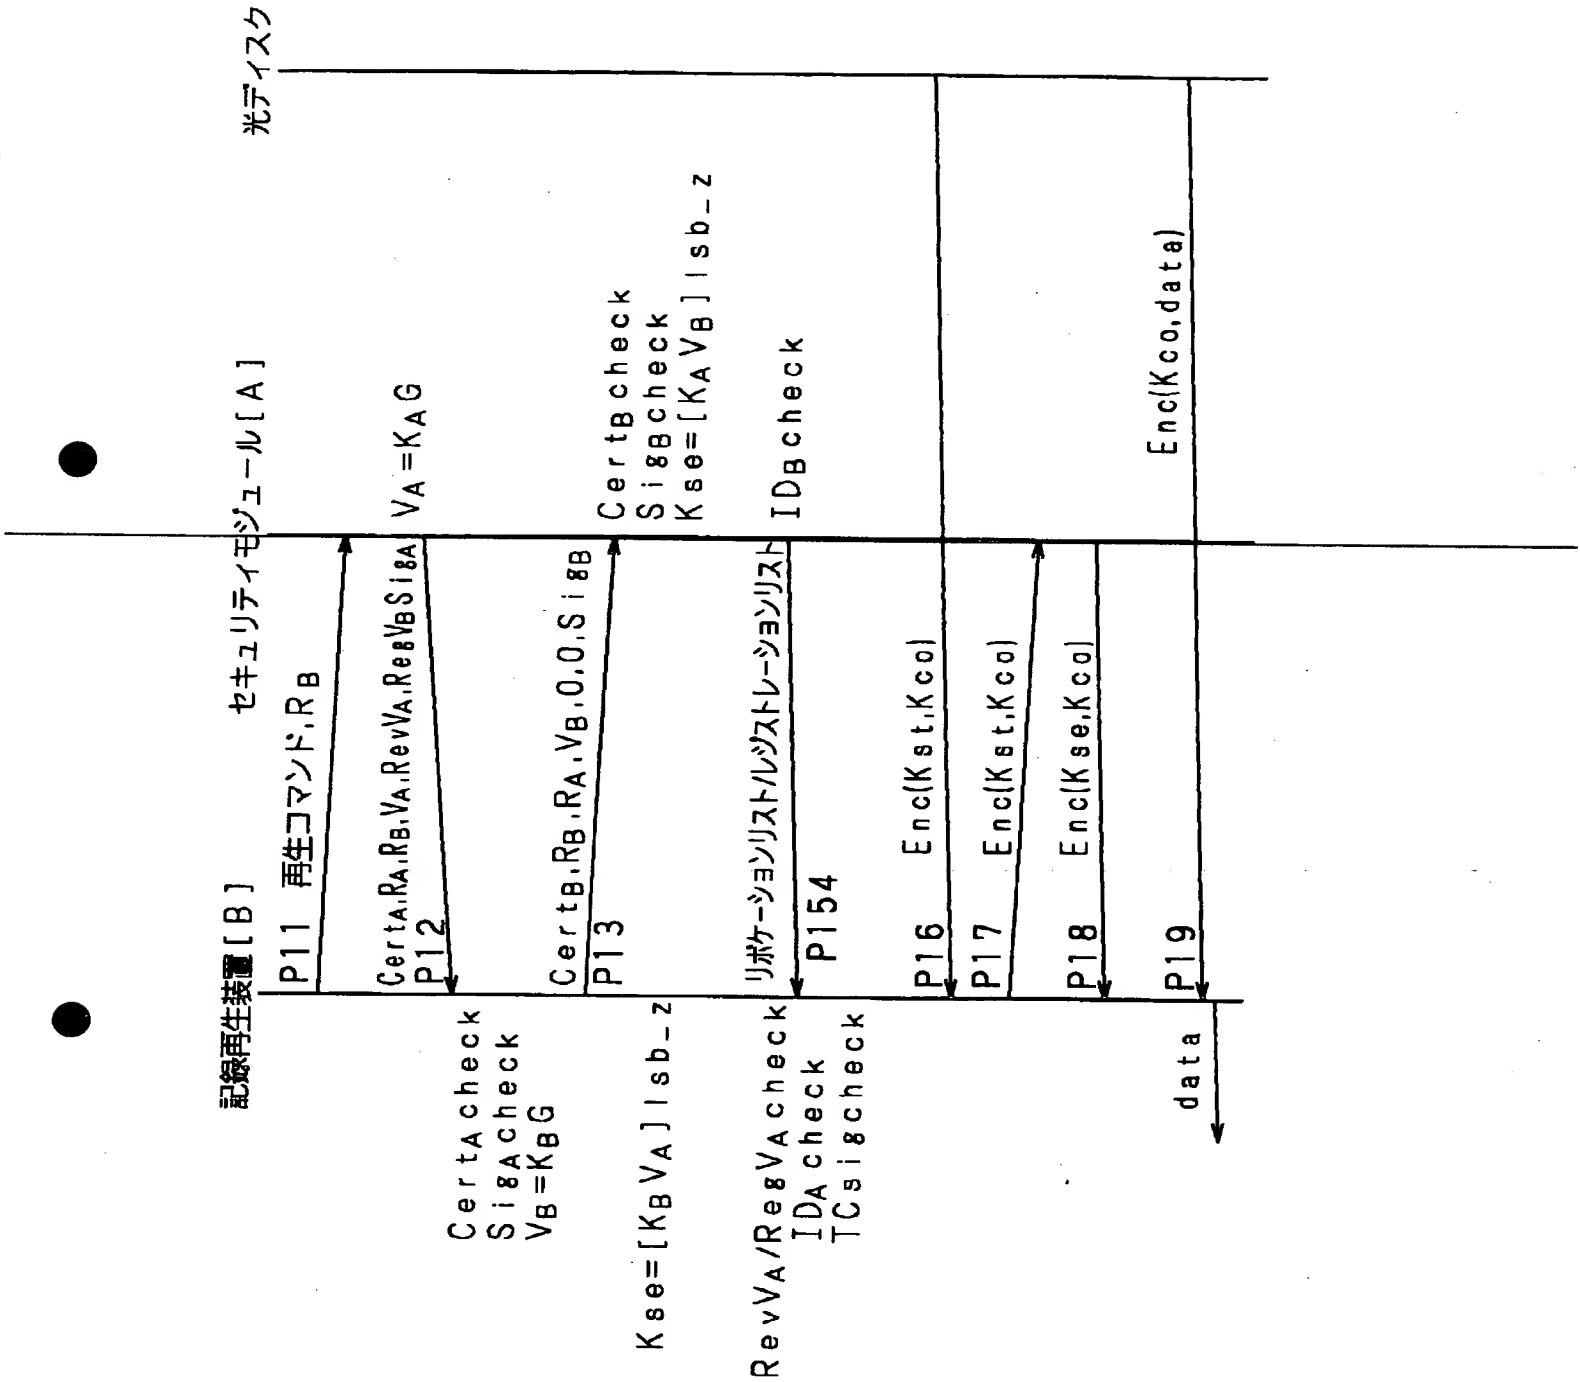 記録再生装置[B]
セキュリティモジュール[A]
光ディスク
P11 再生コマンド,RB
VA=KAG
CertA,RA,RB,VA,RevVA,RegVBSigA
P12
CertAcheck
SigAcheck
VB=KBG
CertB,RB,RA,VB,0,0,SigB
P13
CertBcheck
SigBcheck
Kse=[KAVB]lsb_z
Kse=[KBVA]lsb_z
リボケーションリスト/レジストレーションリスト
P154
IDBcheck
RevVA/RegVAcheck
IDAcheck
TCsigcheck
Enc(Kst,Kco)
P16
Enc(Kst,Kco)
P17
Enc(Kse,Kco)
P18
Enc(Kco,data)
P19
data